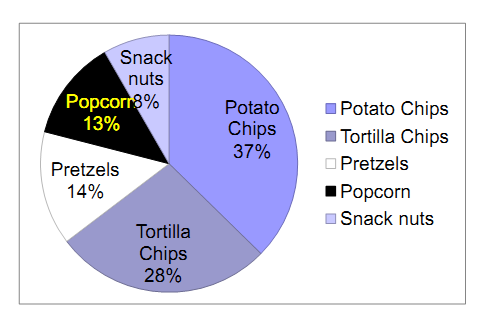 Snack
nuts
8%
Potato
Chips
37%
Popcorn
13%
Pretzels
14%
Tortilla
Chips
28%
Potato Chips
Tortilla Chips
Pretzels
Popcorn
Snack nuts